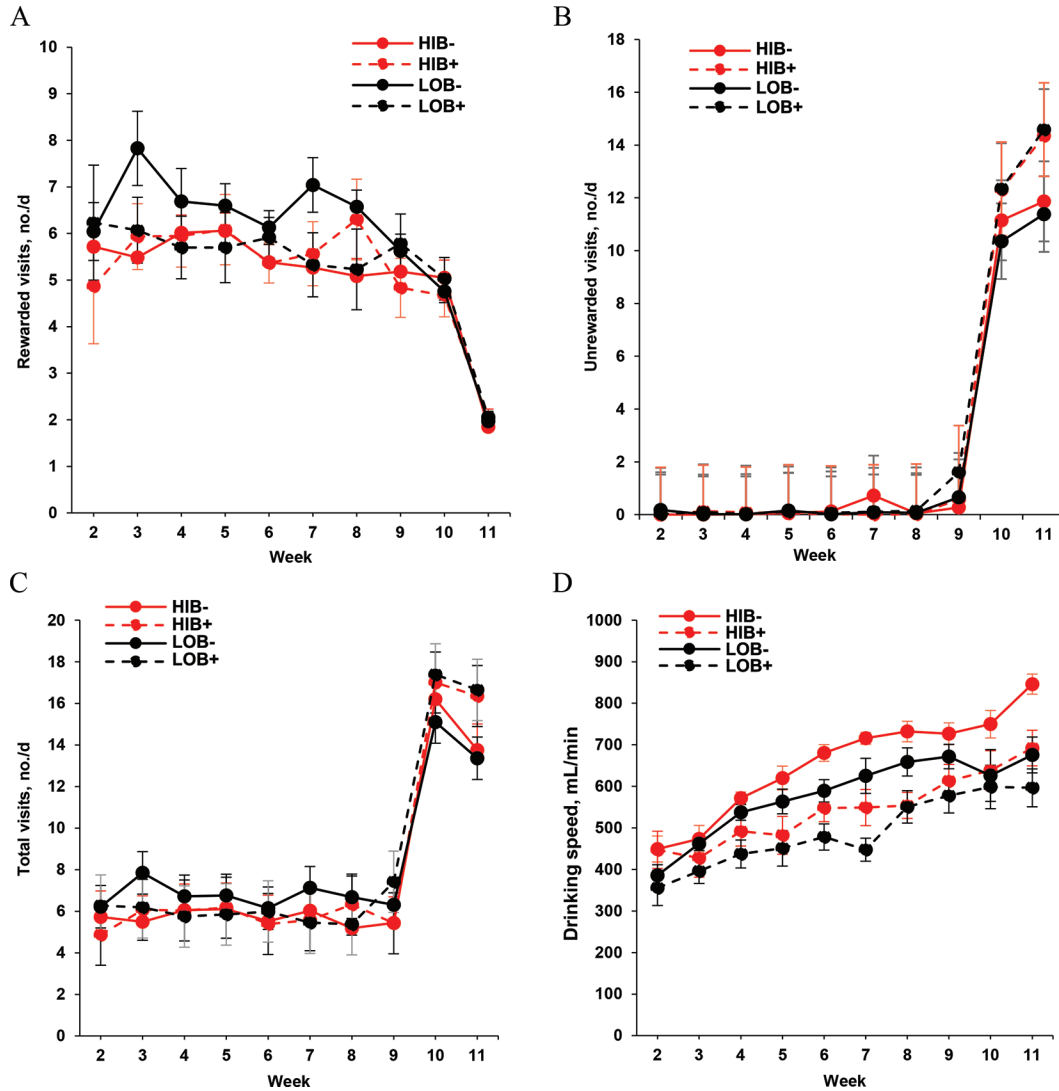 A
Rewarded visits, no./d
10
9
8
7
6
5
4
3
2
1
0
HIB-
HIB+
LOB-
LOB+
2 3 4 5 6 7 8 9 10 11
Week
B
Unrewarded visits, no./d
18
16
14
12
10
8
6
4
2
0
HIB-
HIB+
LOB-
LOB+
2 3 4 5 6 7 8 9 10 11
Week
C
Total visits, no./d
20
18
16
14
12
10
8
6
4
2
0
HIB-
HIB+
LOB-
LOB+
2 3 4 5 6 7 8 9 10 11
Week
D
Drinking speed, mL/min
1000
900
800
700
600
500
400
300
200
100
0
HIB-
HIB+
LOB-
LOB+
2 3 4 5 6 7 8 9 10 11
Week